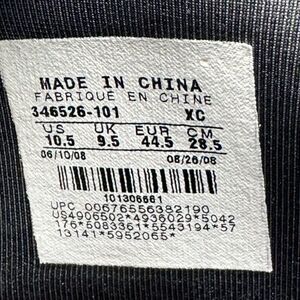 MADE IN CHINA
FABRIQUÉ EN CHINE
346526-101 XC
US UK EUR CM
10.5 9.5 44.5 28.5
06/10/08 08/26/08
101306661
UPC 00676556382190
US4906502*4936029*5042
176*5083361*5543194*57
13141*5952065*